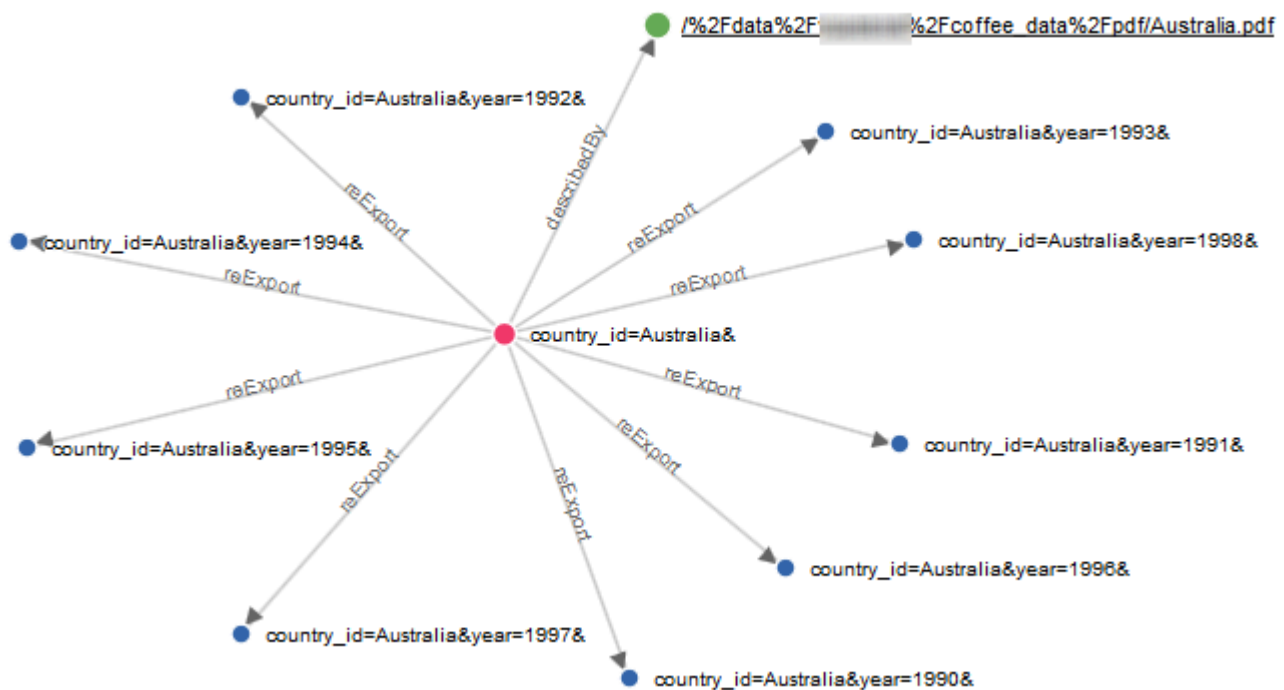 /%2Fdata%2F %2Fcoffee_data%2Fpdf/Australia.pdf
country_id=Australia&year=1992&
country_id=Australia&year=1993&
describedBy
reExport
reExport
country_id=Australia&year=1994&
country_id=Australia&year=1998&
reExport
reExport
country_id=Australia&
reExport
reExport
reExport
country_id=Australia&year=1995&
country_id=Australia&year=1991&
reExport
reExport
country_id=Australia&year=1996&
country_id=Australia&year=1997&
country_id=Australia&year=1990&